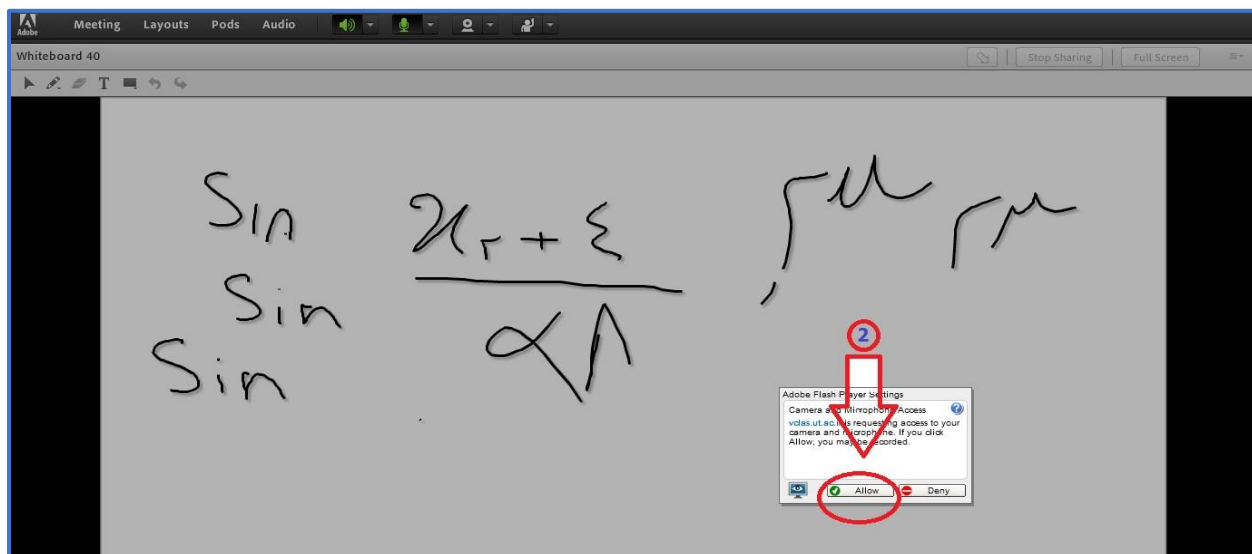 Adobe Meeting Layouts Pods Audio
Whiteboard 40 Stop Sharing Full Screen
T
Sin
Sin
Sin
2
Adobe Flash Player Settings
Camera and Microphone Access
vclas.ut.ac.ir is requesting access to your
camera and microphone. If you click
Allow, you may be recorded.
Allow Deny